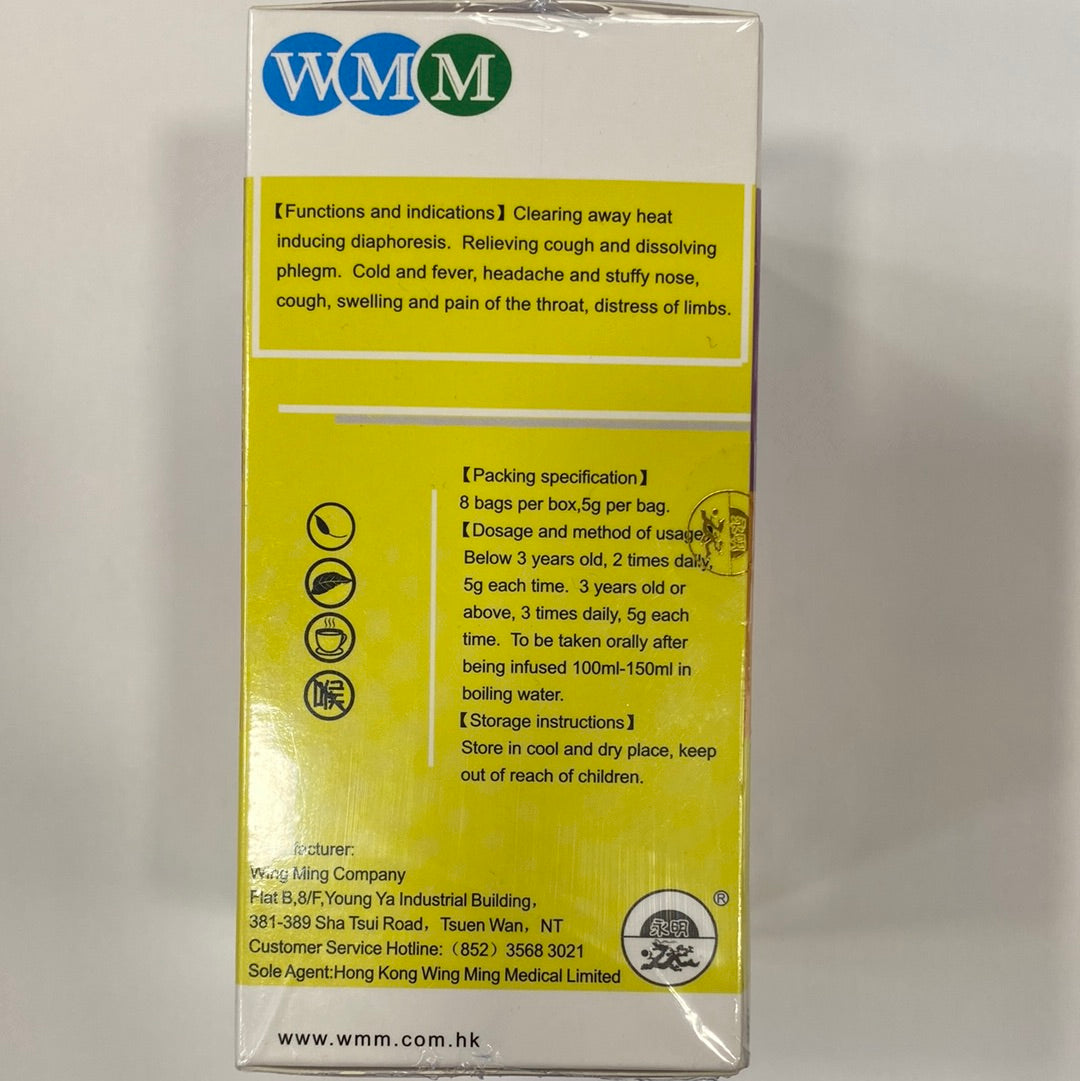 WMM
【Functions and indications】Clearing away heat
inducing diaphoresis. Relieving cough and dissolving
phlegm. Cold and fever, headache and stuffy nose,
cough, swelling and pain of the throat, distress of limbs.
【Packing specification】
8 bags per box,5g per bag.
【Dosage and method of usage
Below 3 years old, 2 times daily,
5g each time. 3 years old or
above, 3 times daily, 5g each
time. To be taken orally after
being infused 100ml-150ml in
boiling water.
【Storage instructions】
Store in cool and dry place, keep
out of reach of children.
永明
喉
facturer:
Wing Ming Company
Flat B,8/F,Young Ya Industrial Building，
381-389 Sha Tsui Road，Tsuen Wan，NT
Customer Service Hotline:（852）3568 3021
Sole Agent:Hong Kong Wing Ming Medical Limited
永明
®
www.wmm.com.hk